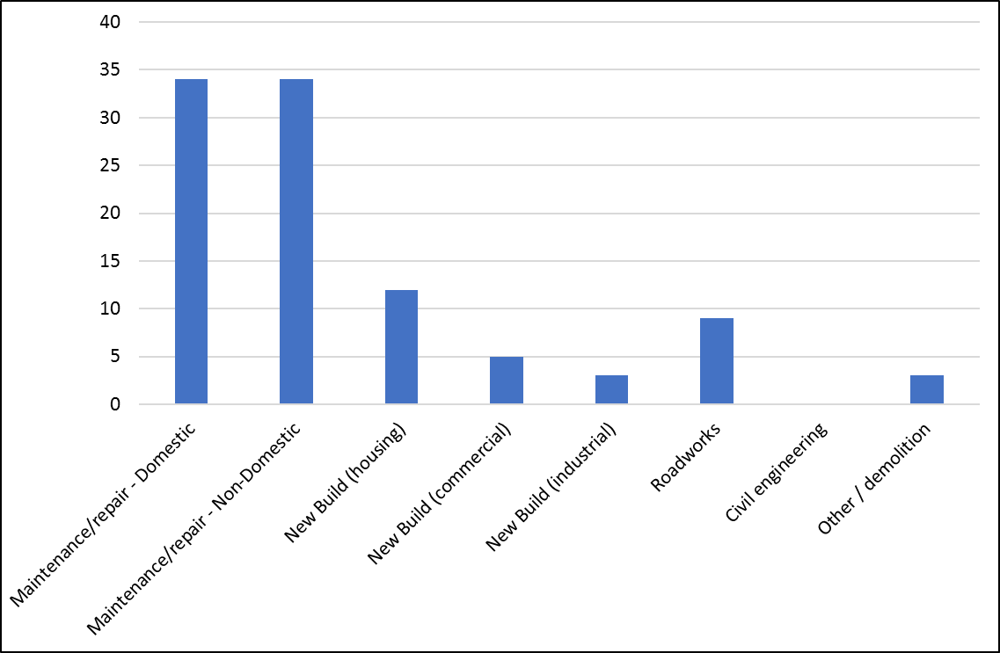 40
35
30
25
20
15
10
5
0
Maintenance/repair - Domestic
Maintenance/repair - Non-Domestic
New Build (housing)
New Build (commercial)
New Build (industrial)
Roadworks
Civil engineering
Other / demolition